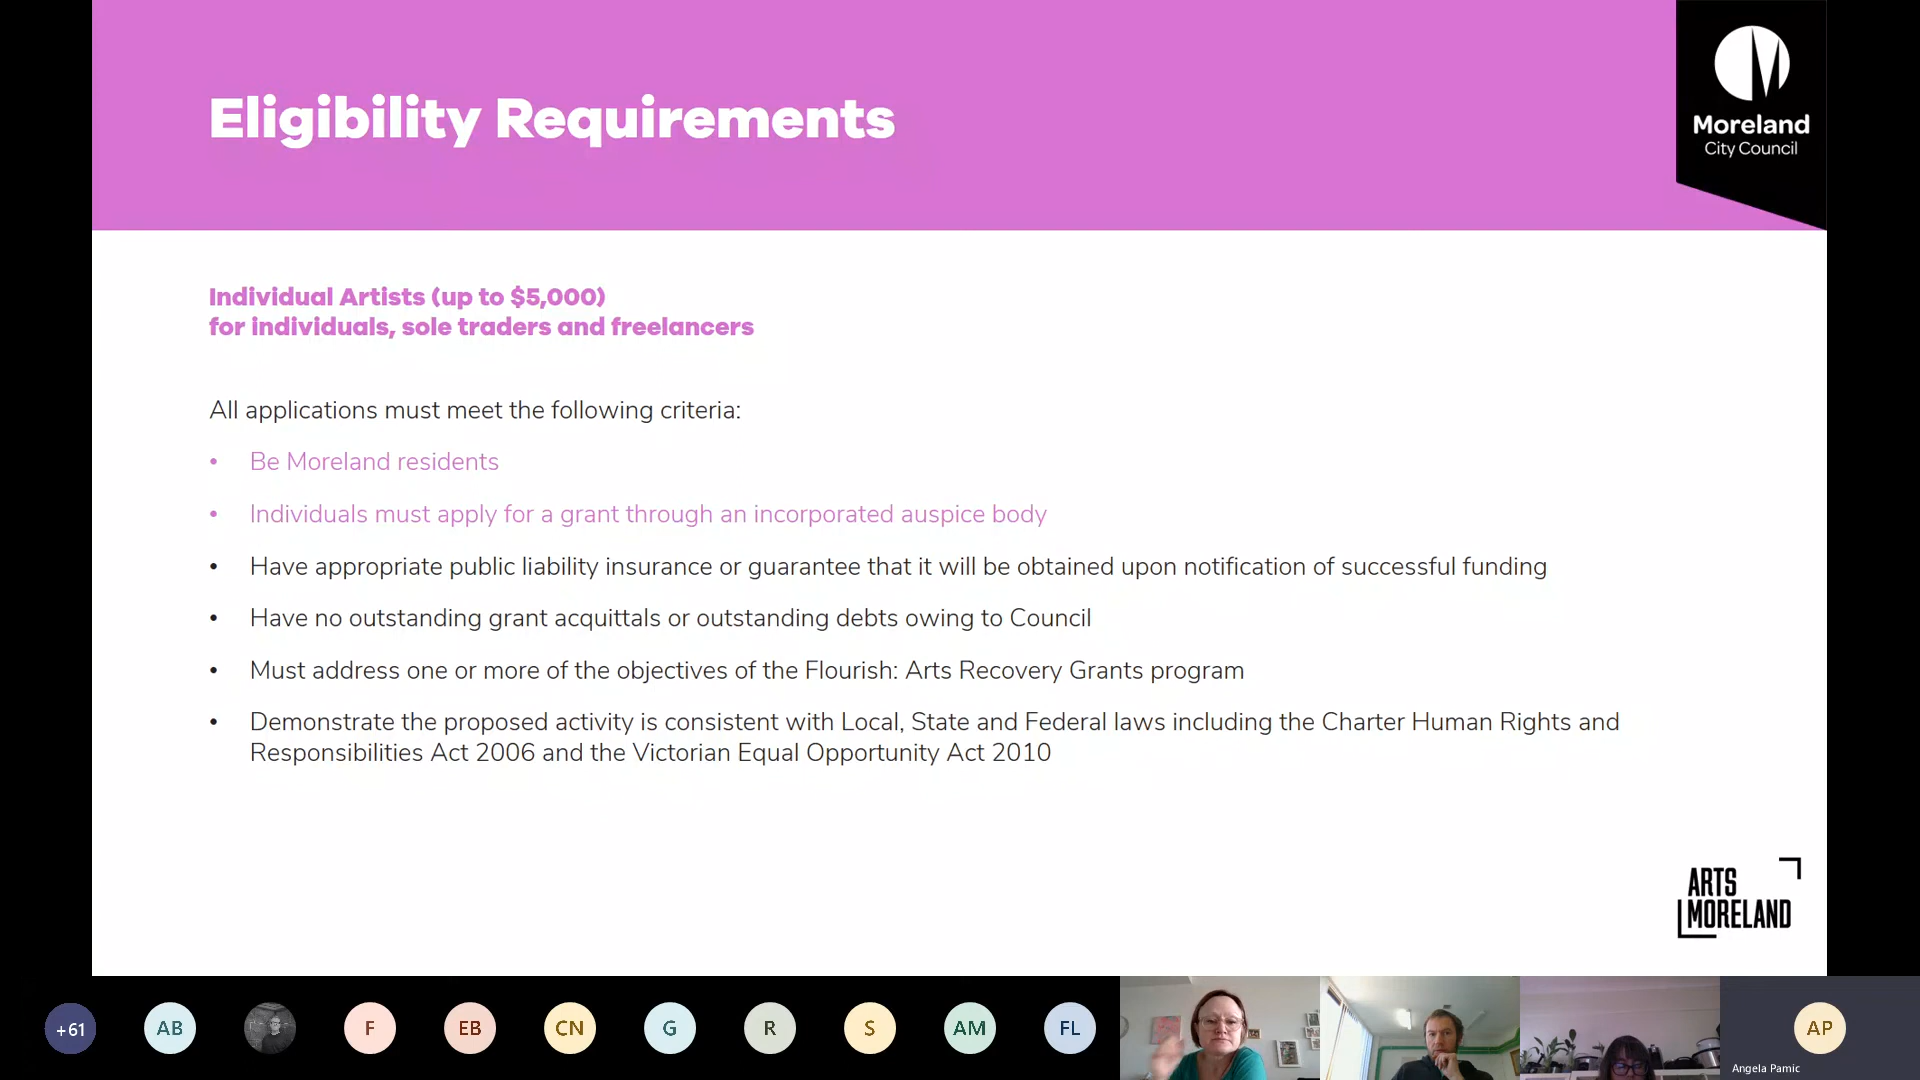 Eligibility Requirements
Moreland
City Council
Individual Artists (up to $5,000)
for individuals, sole traders and freelancers
All applications must meet the following criteria:
• Be Moreland residents
• Individuals must apply for a grant through an incorporated auspice body
• Have appropriate public liability insurance or guarantee that it will be obtained upon notification of successful funding
• Have no outstanding grant acquittals or outstanding debts owing to Council
• Must address one or more of the objectives of the Flourish: Arts Recovery Grants program
• Demonstrate the proposed activity is consistent with Local, State and Federal laws including the Charter Human Rights and
Responsibilities Act 2006 and the Victorian Equal Opportunity Act 2010
ARTS
MORELAND
+61 AB F EB CN G R S AM FL AP
Angela Pamic